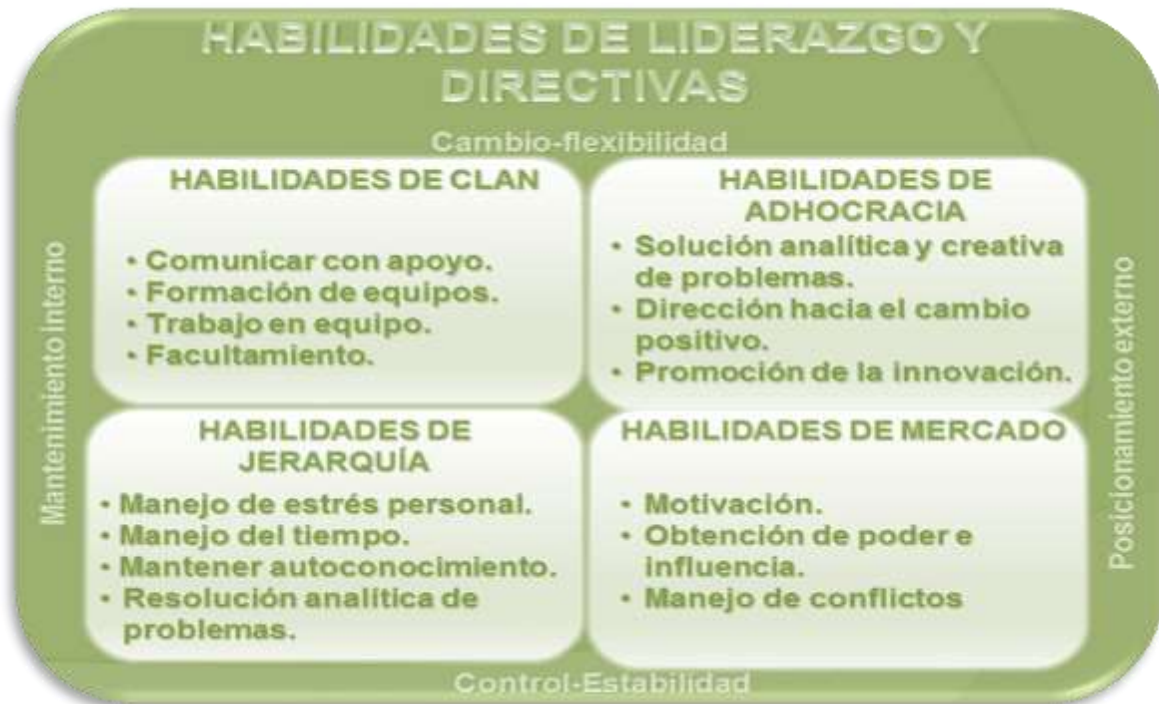 HABILIDADES DE LIDERAZGO Y
DIRECTIVAS
Cambio-flexibilidad
Mantenimiento interno
HABILIDADES DE CLAN
• Comunicar con apoyo.
• Formación de equipos.
• Trabajo en equipo.
• Facultamiento.
HABILIDADES DE
ADHOCRACIA
• Solución analítica y creativa
de problemas.
• Dirección hacia el cambio
positivo.
• Promoción de la innovación.
HABILIDADES DE
JERARQUÍA
• Manejo de estrés personal.
• Manejo del tiempo.
• Mantener autoconocimiento.
• Resolución analítica de
problemas.
HABILIDADES DE MERCADO
• Motivación.
• Obtención de poder e
influencia.
• Manejo de conflictos
Posicionamiento externo
Control-Estabilidad